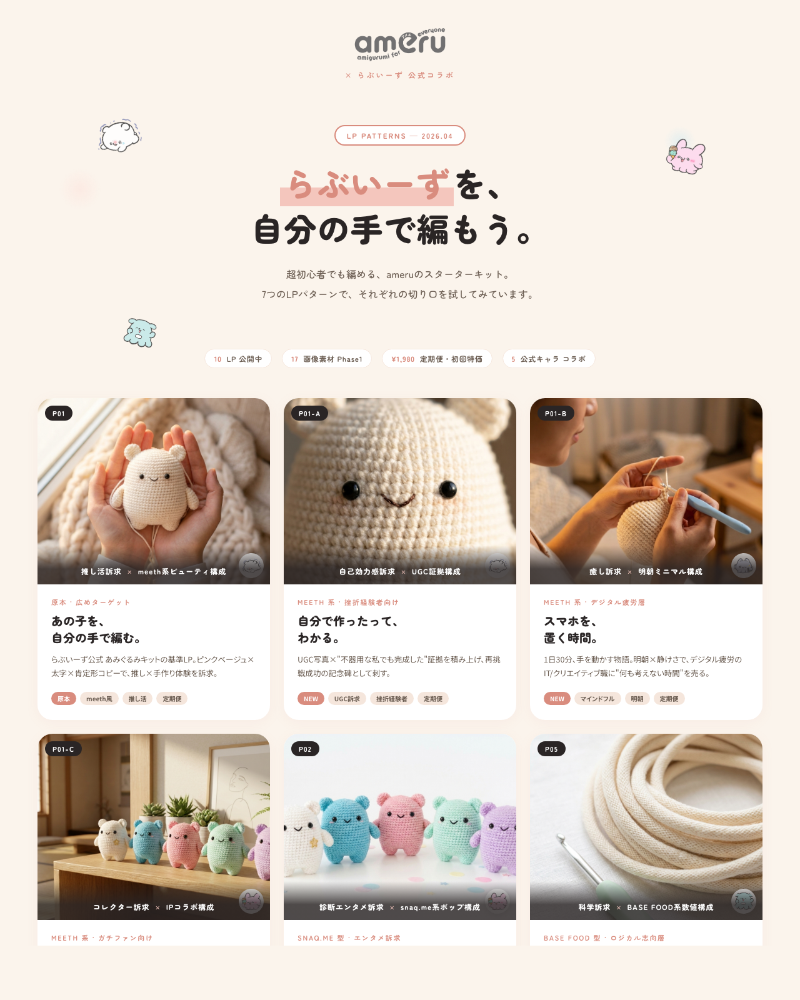 ameru
アメル
everyone
amigurumi for
× らぶいーず 公式コラボ
LP PATTERNS — 2026.04
らぶいーずを、
自分の手で編もう。
超初心者でも編める、ameruのスターターキット。
7つのLPパターンで、それぞれの切り口を試してみています。
10 LP 公開中
17 画像素材 Phase1
¥1,980 定期便・初回特価
5 公式キャラ コラボ
P01
推し活訴求 × meeth系ビューティ構成
原本・広めターゲット
あの子を、
自分の手で編む。
らぶいーず公式 あみぐるみキットの基準LP。ピンクベージュ×
太字×肯定形コピーで、推し×手作り体験を訴求。
原本 meeth風 推し活 定期便
P01-A
自己効力感訴求 × UGC証拠構成
MEETH 系・挫折経験者向け
自分で作ったって、
わかる。
UGC写真×"不器用な私でも完成した"証拠を積み上げ、再挑
戦成功の記念碑として刺す。
NEW UGC訴求 挫折経験者 定期便
P01-B
癒し訴求 × 明朝ミニマル構成
MEETH 系・デジタル疲労層
スマホを、
置く時間。
1日30分、手を動かす物語。明朝×静けさで、デジタル疲労の
IT/クリエイティブ職に"何も考えない時間"を売る。
NEW マインドフル 明朝 定期便
P01-C
コレクター訴求 × IPコラボ構成
MEETH 系・ガチファン向け
P02
診断エンタメ訴求 × snaq.me系ポップ構成
SNAQ.ME 型・エンタメ訴求
P05
科学訴求 × BASE FOOD系数値構成
BASE FOOD 型・ロジカル志向層